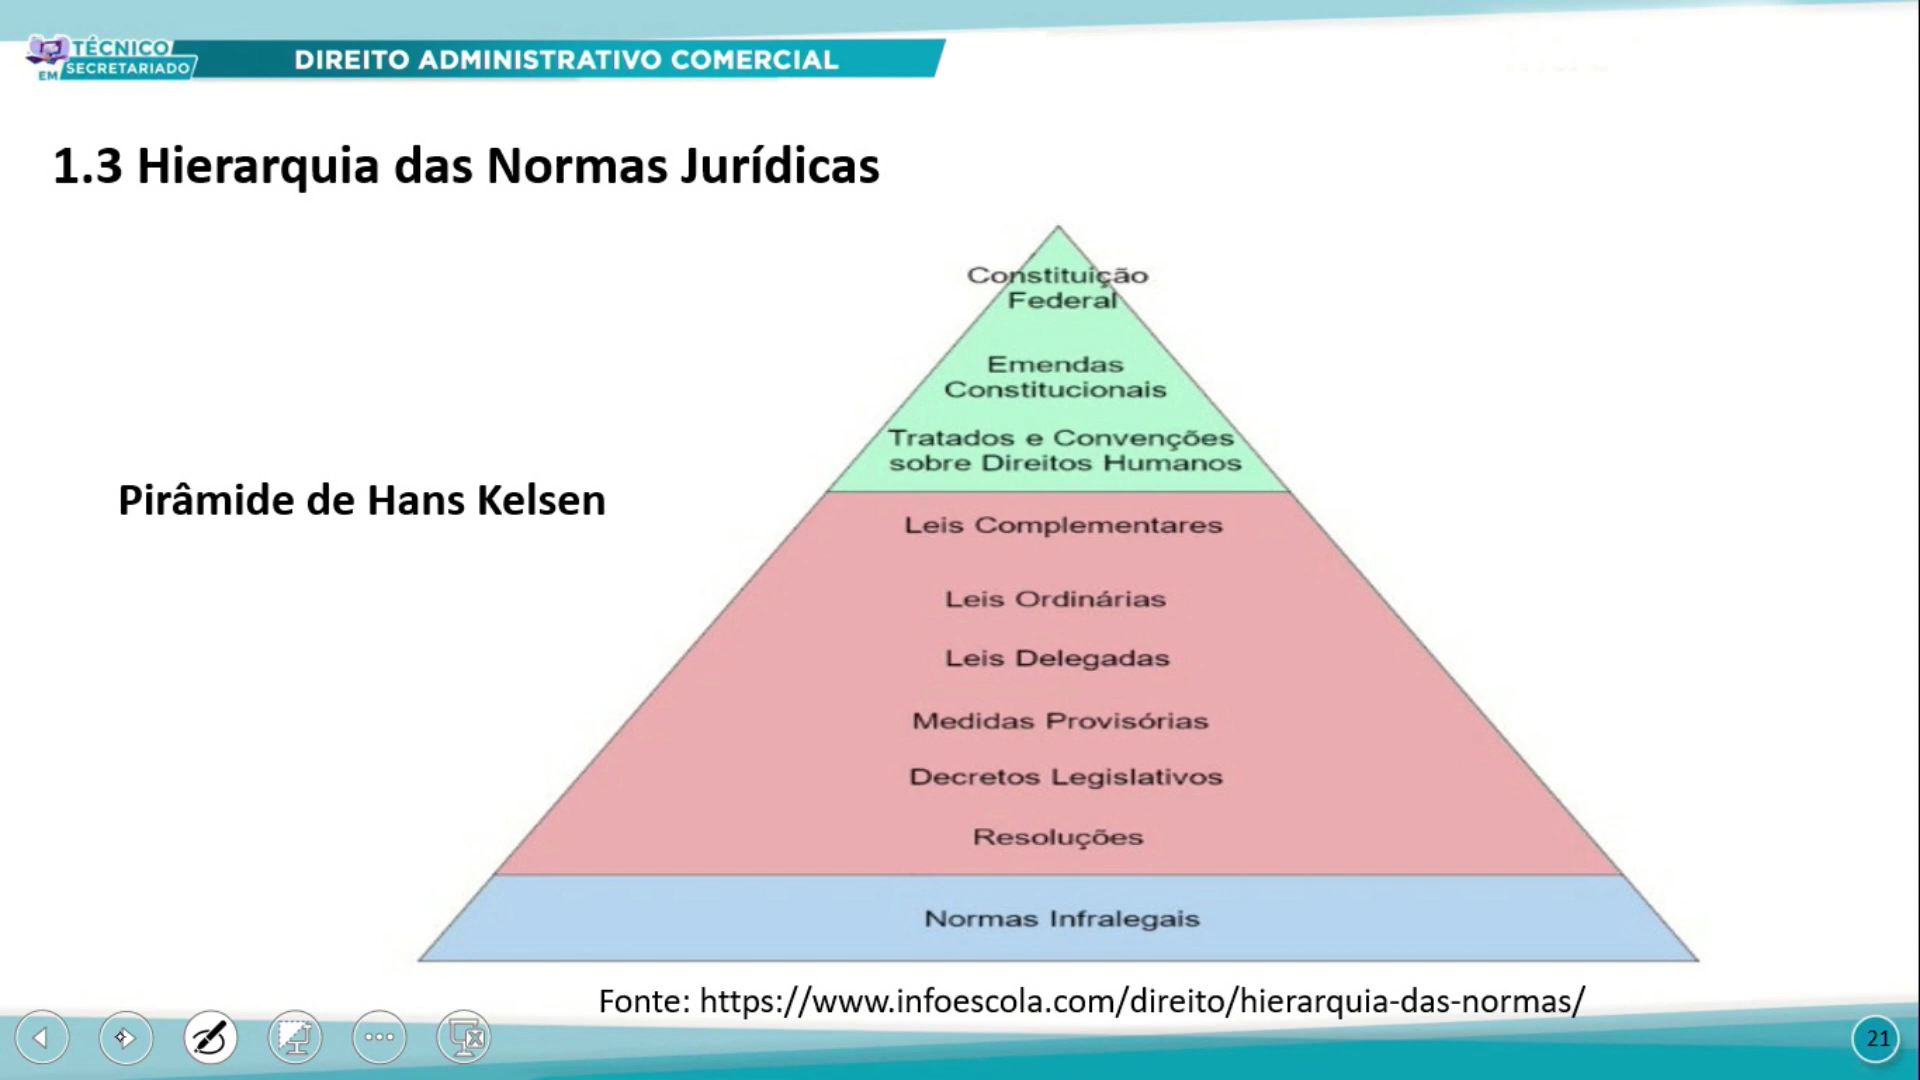 TÉCNICO
EM SECRETARIADO
DIREITO ADMINISTRATIVO COMERCIAL
1.3 Hierarquia das Normas Jurídicas
Constituição
Federal
Emendas
Constitucionais
Tratados e Convenções
sobre Direitos Humanos
Pirâmide de Hans Kelsen
Leis Complementares
Leis Ordinárias
Leis Delegadas
Medidas Provisórias
Decretos Legislativos
Resoluções
Normas Infralegais
Fonte: https://www.infoescola.com/direito/hierarquia-das-normas/
21